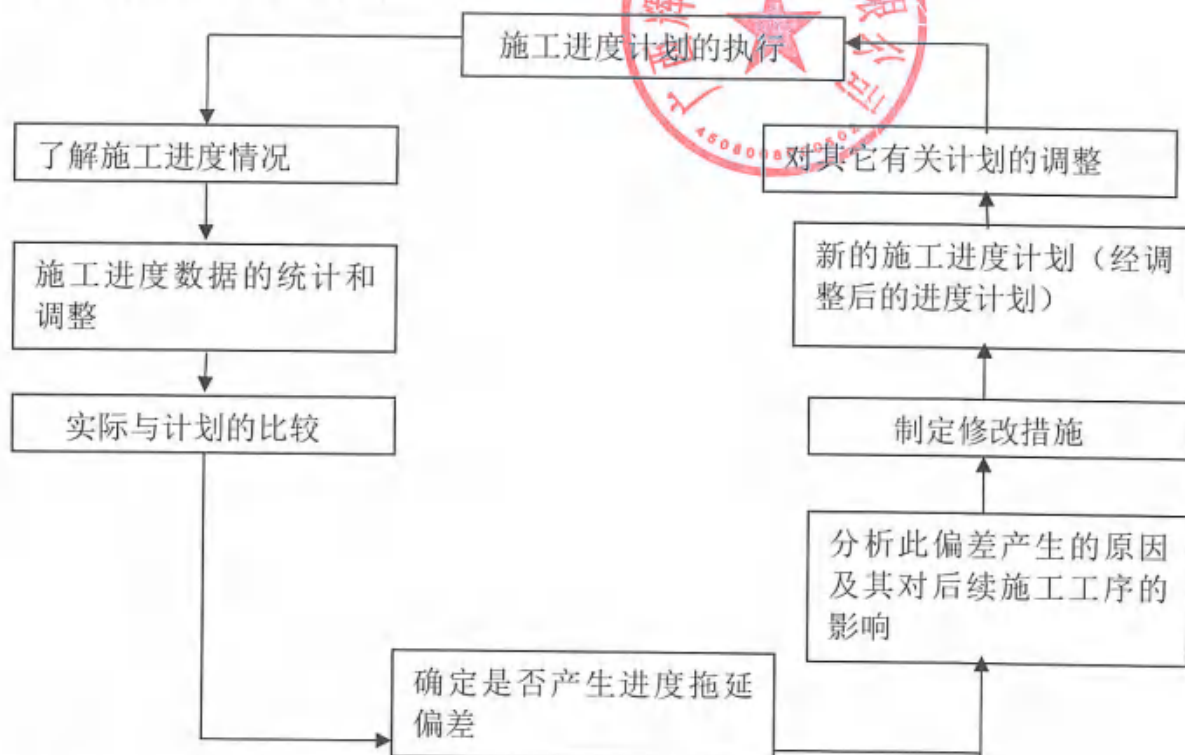 施工进度计划的执行
了解施工进度情况
对其它有关计划的调整
施工进度数据的统计和
调整
新的施工进度计划（经调
整后的进度计划）
实际与计划的比较
制定修改措施
分析此偏差产生的原因
及其对后续施工工序的
影响
确定是否产生进度拖延
偏差